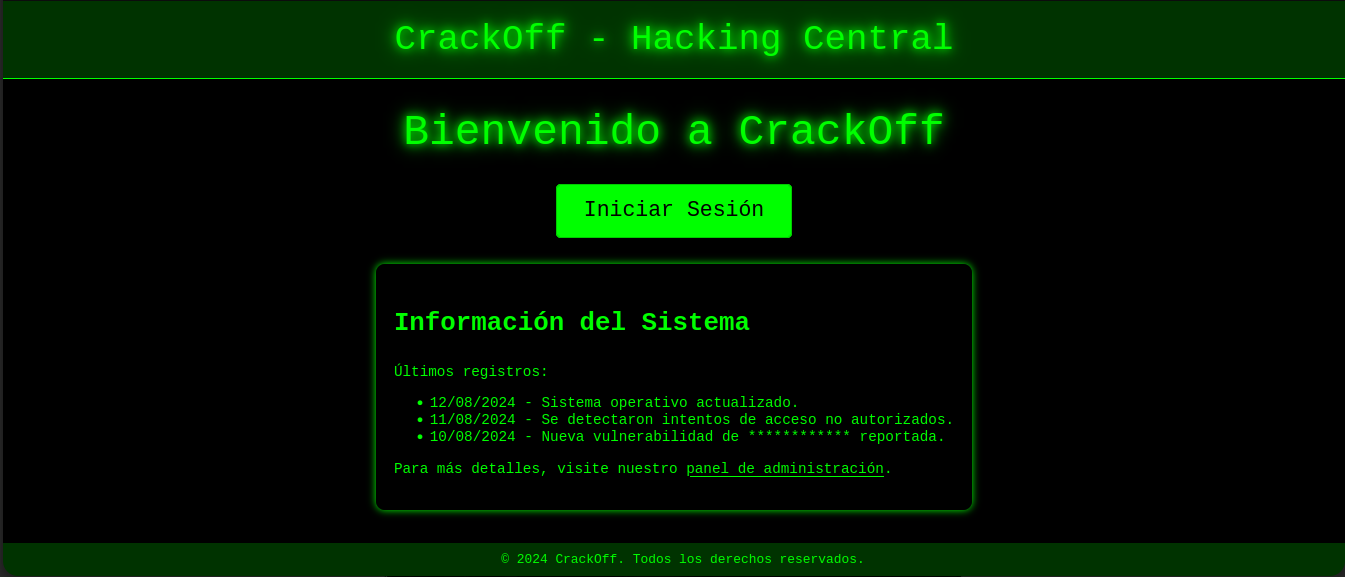 CrackOff - Hacking Central
Bienvenido a CrackOff
Iniciar Sesión
Información del Sistema
Últimos registros:
• 12/08/2024 - Sistema operativo actualizado.
• 11/08/2024 - Se detectaron intentos de acceso no autorizados.
• 10/08/2024 - Nueva vulnerabilidad de ************ reportada.
Para más detalles, visite nuestro panel de administración.
© 2024 CrackOff. Todos los derechos reservados.